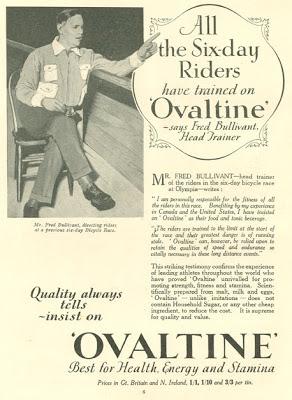 All
the Six-day
Riders
have trained on
'Ovaltine'
-says Fred Bullivant,
Head Trainer
Mr. Fred Bullivant, directing riders
at a previous six-day Bicycle Race.
MR. FRED BULLIVANT—head trainer
of the riders in the six-day bicycle race
at Olympia—writes :
"I am personally responsible for the fitness of all
the riders in this race. Benefiting by my experience
in Canada and the United States, I have insisted
on 'Ovaltine' as their food and tonic beverage.
"The riders are trained to the limit at the start of
the race and their greatest danger is of running
stale. 'Ovaltine' can, however, be relied upon to
retain the qualities of speed and endurance so
vitally necessary in these long distance events."
This striking testimony confirms the experience
of leading athletes throughout the world who
have proved 'Ovaltine' unrivalled for pro-
moting strength, fitness and stamina. Scienti-
fically prepared from malt, milk and eggs,
'Ovaltine' — unlike imitations — does not
contain Household Sugar, or any other cheap
ingredient, to reduce the cost. It is supreme
for quality and value.
Quality always
tells
-insist on
'OVALTINE'
Best for Health, Energy and Stamina
Prices in Gt. Britain and N. Ireland, 1/1, 1/10 and 3/3 per tin.